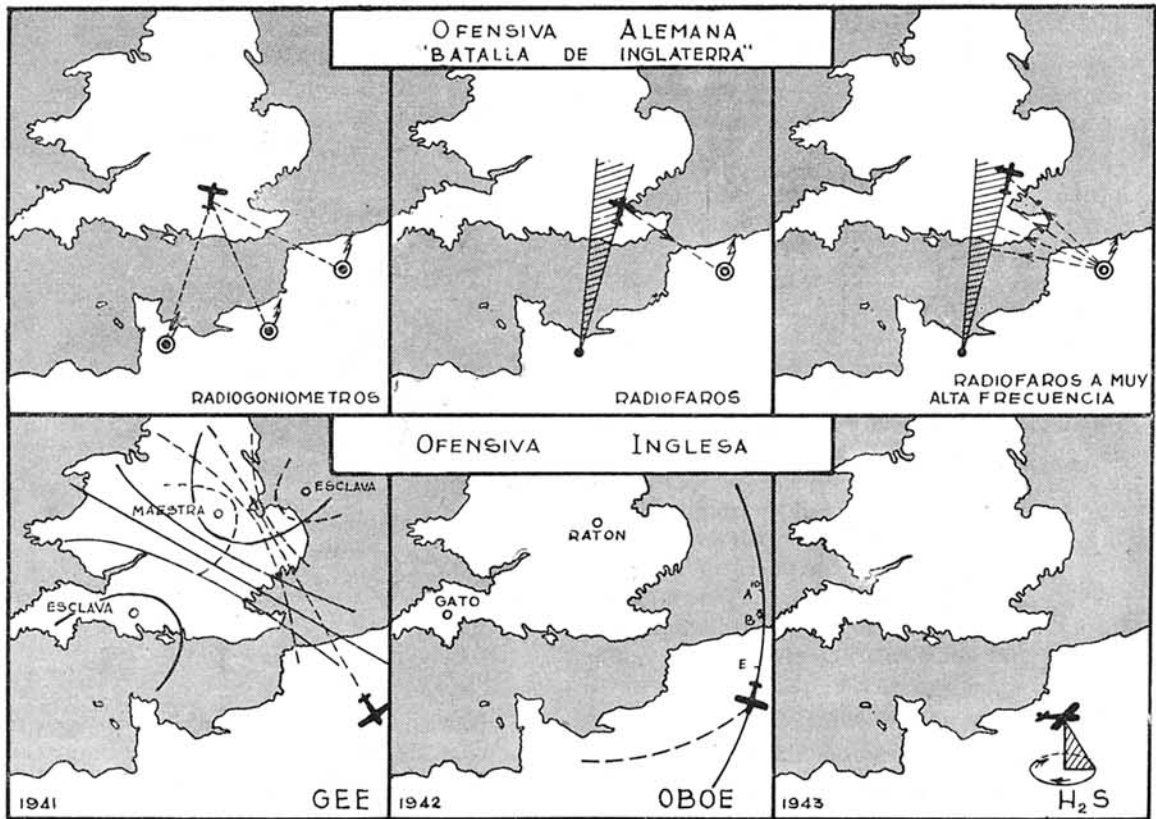 OFENSIVA ALEMANA
"BATALLA DE INGLATERRA"
RADIOGONIOMETROS
RADIOFAROS
RADIOFAROS A MUY
ALTA FRECUENCIA
OFENSIVA INGLESA
ESCLAVA
MAESTRA
ESCLAVA
1941
GEE
RATON
GATO
A
B
E
1942
OBOE
1943
H₂S